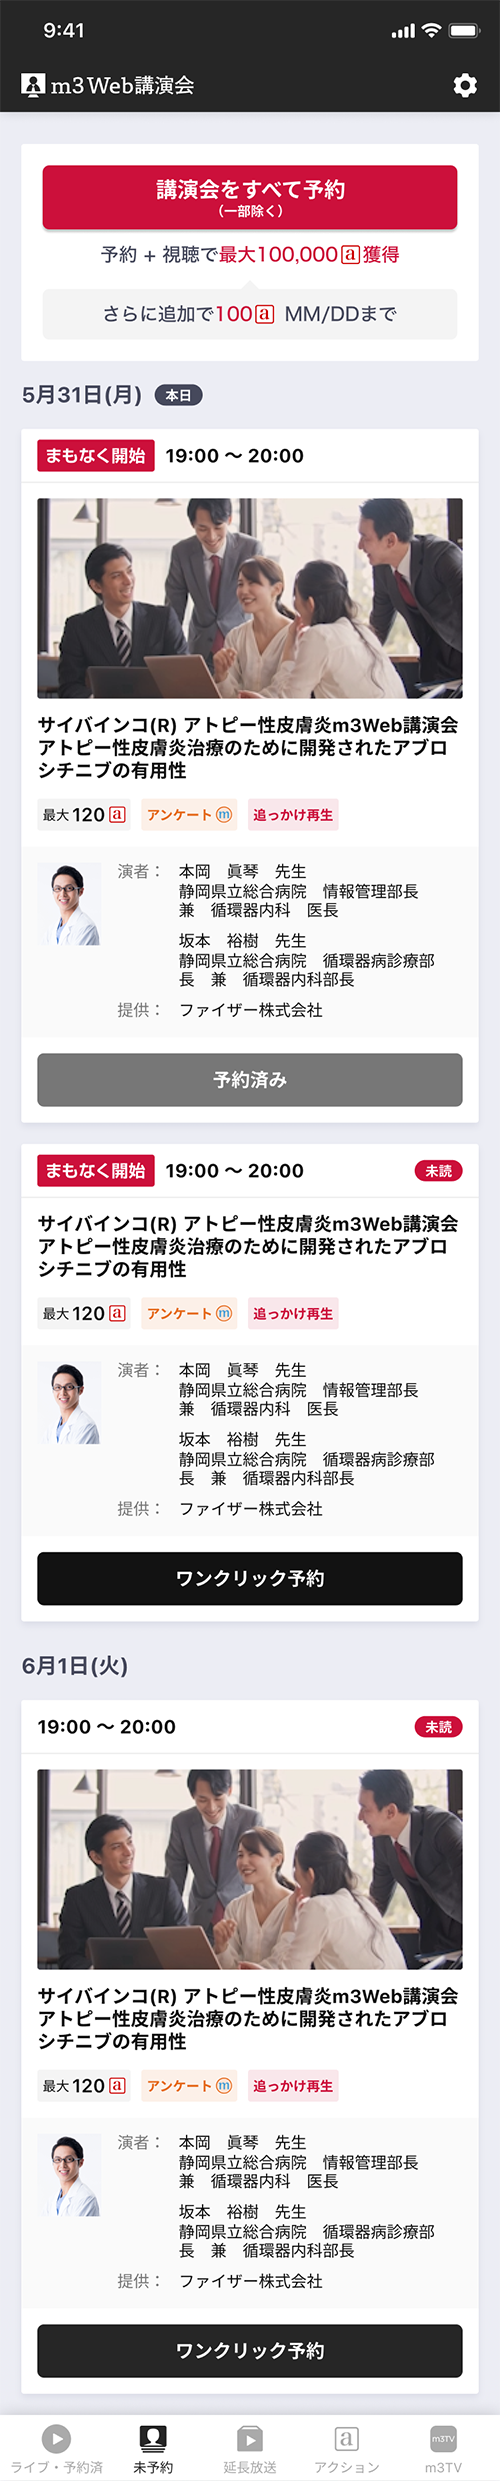 9:41
m3 Web講演会
講演会をすべて予約
（一部除く）
予約 + 視聴で最大100,000a獲得
さらに追加で100a MM/DDまで
5月31日(月) 本日
まもなく開始 19:00 〜 20:00
サイバインコ(R) アトピー性皮膚炎m3Web講演会
アトピー性皮膚炎治療のために開発されたアブロ
シチニブの有用性
最大 120 a アンケート m 追っかけ再生
演者： 本岡　眞琴　先生
静岡県立総合病院　情報管理部長
兼　循環器内科　医長
坂本　裕樹　先生
静岡県立総合病院　循環器病診療部
長　兼　循環器内科部長
提供： ファイザー株式会社
予約済み
まもなく開始 19:00 〜 20:00 未読
サイバインコ(R) アトピー性皮膚炎m3Web講演会
アトピー性皮膚炎治療のために開発されたアブロ
シチニブの有用性
最大 120 a アンケート m 追っかけ再生
演者： 本岡　眞琴　先生
静岡県立総合病院　情報管理部長
兼　循環器内科　医長
坂本　裕樹　先生
静岡県立総合病院　循環器病診療部
長　兼　循環器内科部長
提供： ファイザー株式会社
ワンクリック予約
6月1日(火)
19:00 〜 20:00 未読
サイバインコ(R) アトピー性皮膚炎m3Web講演会
アトピー性皮膚炎治療のために開発されたアブロ
シチニブの有用性
最大 120 a アンケート m 追っかけ再生
演者： 本岡　眞琴　先生
静岡県立総合病院　情報管理部長
兼　循環器内科　医長
坂本　裕樹　先生
静岡県立総合病院　循環器病診療部
長　兼　循環器内科部長
提供： ファイザー株式会社
ワンクリック予約
a m3TV
ライブ・予約済 未予約 延長放送 アクション m3TV